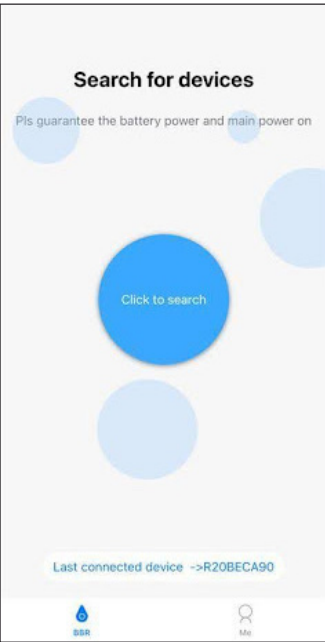 Search for devices
Pls guarantee the battery power and main power on
Click to search
Last connected device ->R20BECA90
SSR
Me